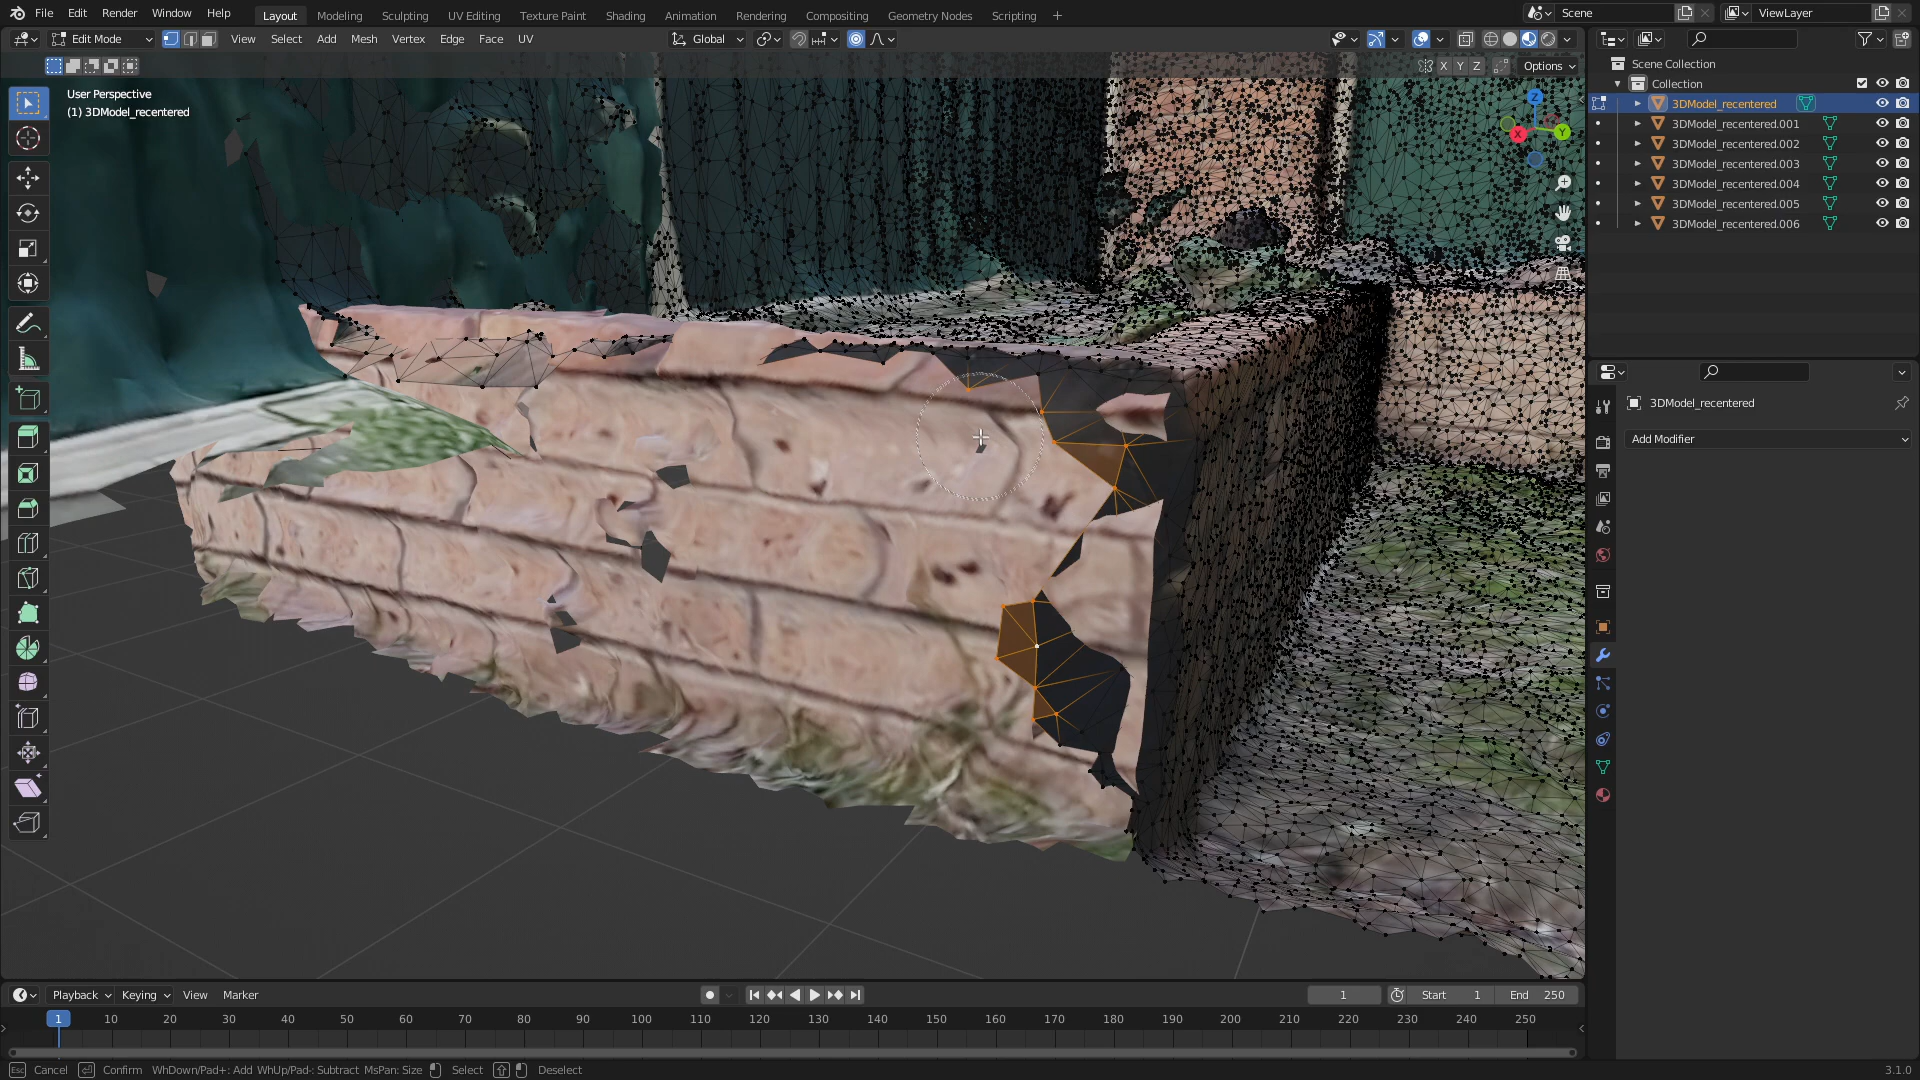 File Edit Render Window Help Layout Modeling Sculpting UV Editing Texture Paint Shading Animation Rendering Compositing Geometry Nodes Scripting + Scene ViewLayer
Edit Mode View Select Add Mesh Vertex Edge Face UV Global
X Y Z Options
User Perspective
(1) 3DModel_recentered
Z
X Y
Scene Collection
Collection
3DModel_recentered
3DModel_recentered.001
3DModel_recentered.002
3DModel_recentered.003
3DModel_recentered.004
3DModel_recentered.005
3DModel_recentered.006
3DModel_recentered
Add Modifier
Playback Keying View Marker 1 Start 1 End 250
1 10 20 30 40 50 60 70 80 90 100 110 120 130 140 150 160 170 180 190 200 210 220 230 240 250
Esc Cancel Confirm WhDown/Pad+: Add WhUp/Pad-: Subtract MsPan: Size Select Deselect 3.1.0